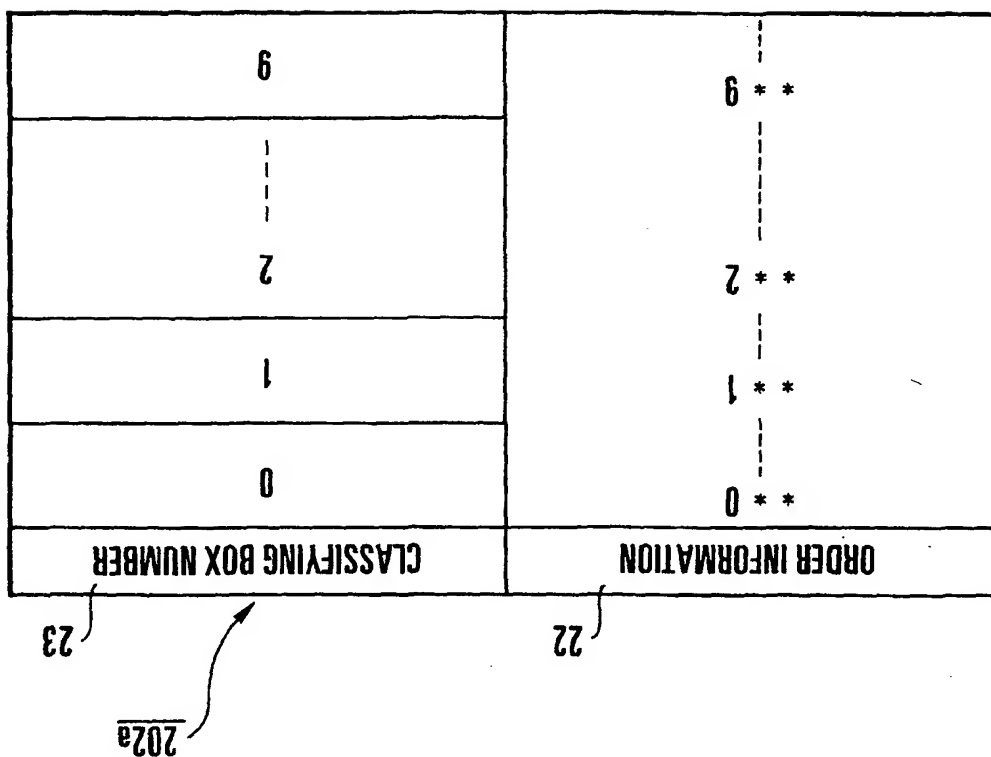 202a
22 23
ORDER INFORMATION CLASSIFYING BOX NUMBER
* * 0 0
* * 1 1
* * 2 2
* * 9 9